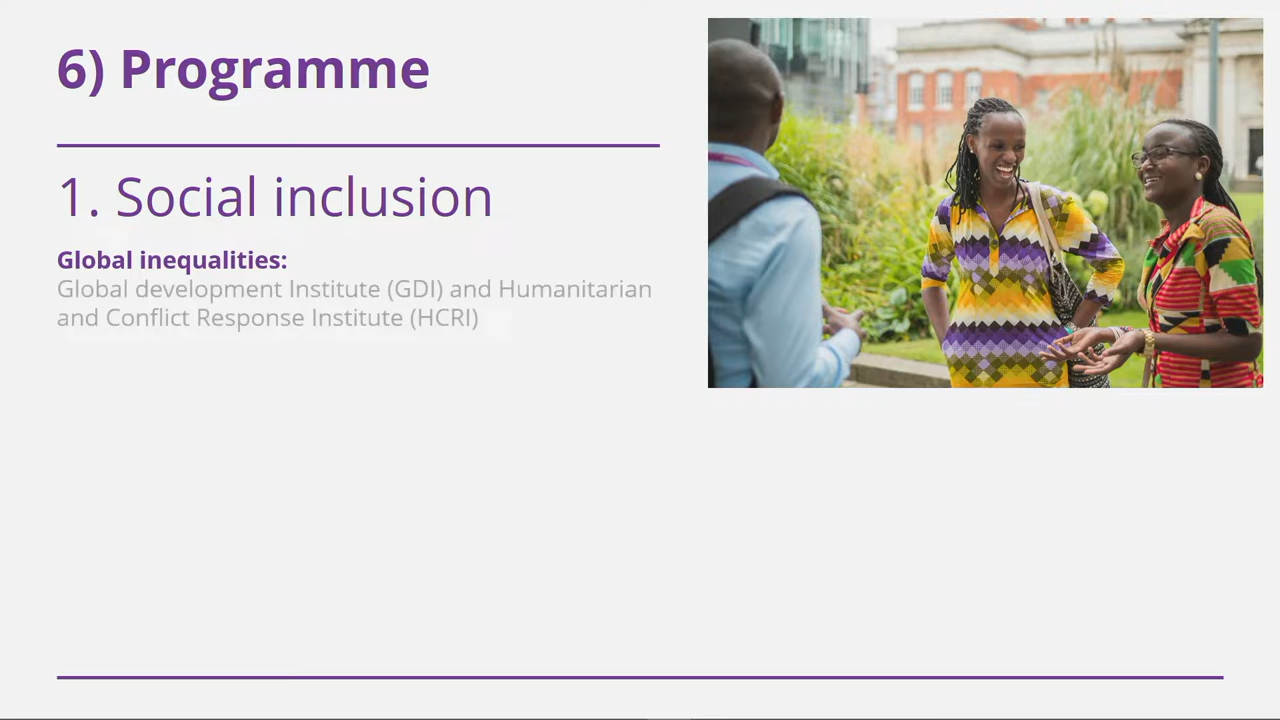 6) Programme
1. Social inclusion
Global inequalities:
Global development Institute (GDI) and Humanitarian
and Conflict Response Institute (HCRI)